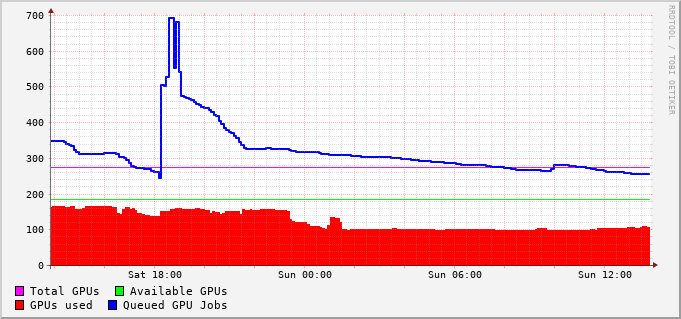 700
600
500
400
300
200
100
0
Sat 18:00 Sun 00:00 Sun 06:00 Sun 12:00
Total GPUs Available GPUs
GPUs used Queued GPU Jobs
RRDTOOL / TOBI OETIKER